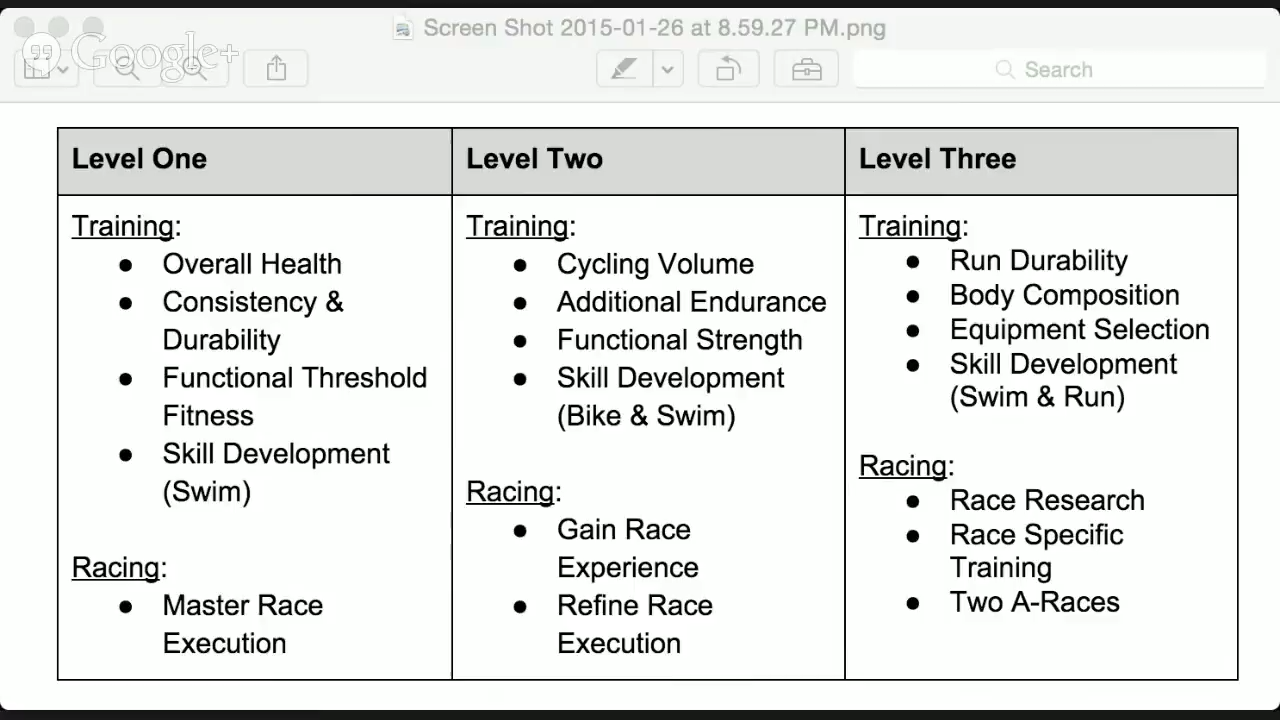 Screen Shot 2015-01-26 at 8.59.27 PM.png
Google+
Search
Level One
Training:
● Overall Health
● Consistency &
Durability
● Functional Threshold
Fitness
● Skill Development
(Swim)
Racing:
● Master Race
Execution
Level Two
Training:
● Cycling Volume
● Additional Endurance
● Functional Strength
● Skill Development
(Bike & Swim)
Racing:
● Gain Race
Experience
● Refine Race
Execution
Level Three
Training:
● Run Durability
● Body Composition
● Equipment Selection
● Skill Development
(Swim & Run)
Racing:
● Race Research
● Race Specific
Training
● Two A-Races